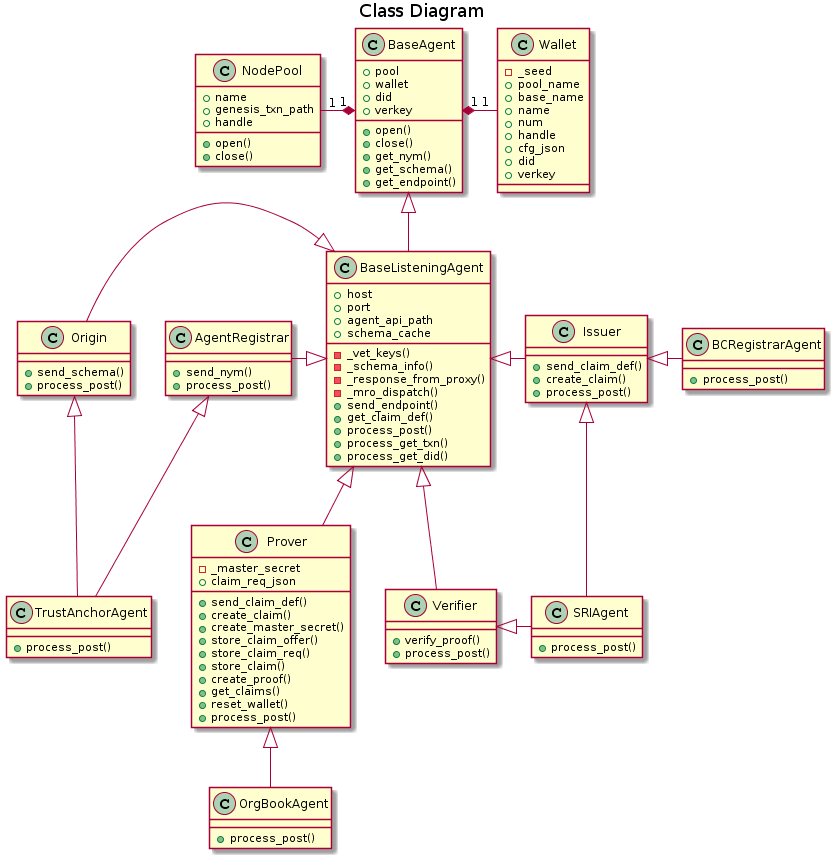 Class Diagram
C NodePool
name
genesis_txn_path
handle
open()
close()
1 1
C BaseAgent
pool
wallet
did
verkey
open()
close()
get_nym()
get_schema()
get_endpoint()
1 1
C Wallet
_seed
pool_name
base_name
name
num
handle
cfg_json
did
verkey
C Origin
send_schema()
process_post()
C AgentRegistrar
send_nym()
process_post()
C BaseListeningAgent
host
port
agent_api_path
schema_cache
_vet_keys()
_schema_info()
_response_from_proxy()
_mro_dispatch()
send_endpoint()
get_claim_def()
process_post()
process_get_txn()
process_get_did()
C Issuer
send_claim_def()
create_claim()
process_post()
C BCRegistrarAgent
process_post()
C TrustAnchorAgent
process_post()
C Prover
_master_secret
claim_req_json
send_claim_def()
create_claim()
create_master_secret()
store_claim_offer()
store_claim_req()
store_claim()
create_proof()
get_claims()
reset_wallet()
process_post()
C Verifier
verify_proof()
process_post()
C SRIAgent
process_post()
C OrgBookAgent
process_post()